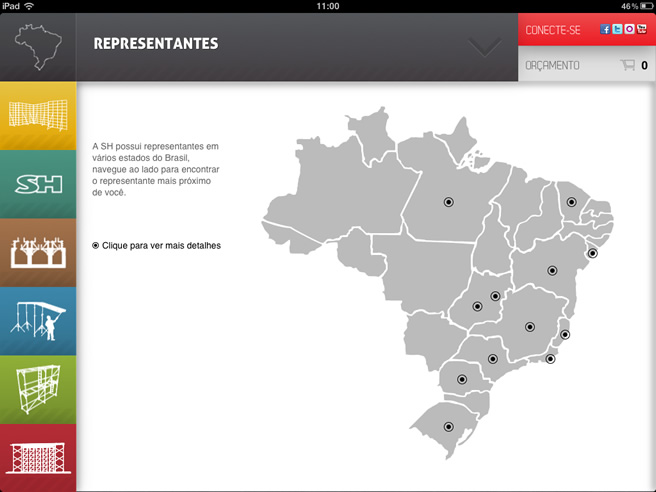 iPad
11:00
46 %
REPRESENTANTES
CONECTE-SE
ORÇAMENTO
0
A SH possui representantes em
vários estados do Brasil,
navegue ao lado para encontrar
o representante mais próximo
de você.
Clique para ver mais detalhes
SH